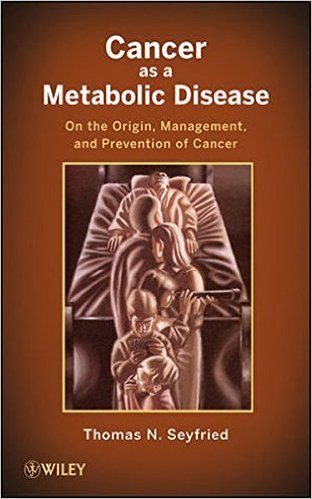 Cancer
as a
Metabolic Disease
On the Origin, Management,
and Prevention of Cancer
Thomas N. Seyfried
WILEY